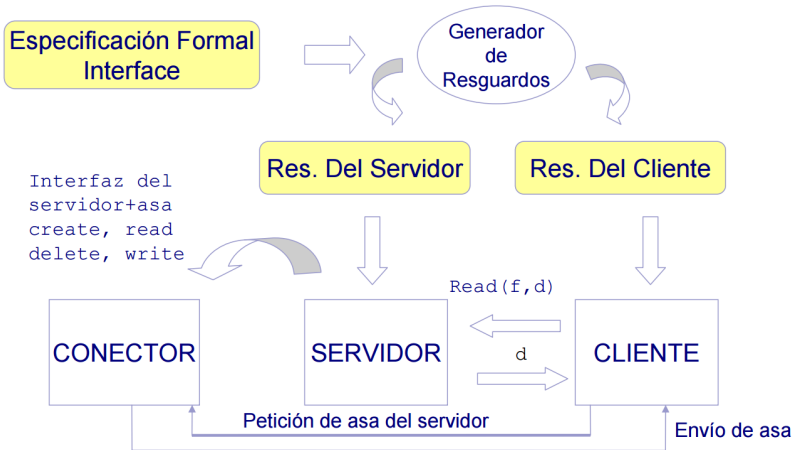 Especificación Formal
Interface
Generador
de
Resguardos
Res. Del Servidor
Res. Del Cliente
Interfaz del
servidor+asa
create, read
delete, write
Read(f,d)
CONECTOR
SERVIDOR
d
CLIENTE
Petición de asa del servidor
Envío de asa